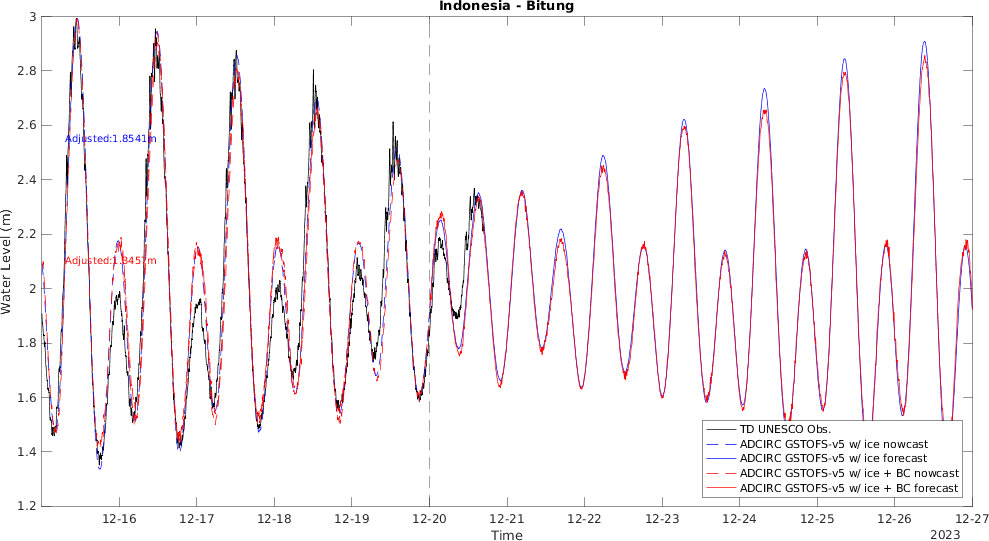 Indonesia - Bitung
3
2.8
2.6
2.4
2.2
2
1.8
1.6
1.4
1.2
Water Level (m)
Adjusted:1.8541m
Adjusted:1.8457m
TD UNESCO Obs.
ADCIRC GSTOFS-v5 w/ ice nowcast
ADCIRC GSTOFS-v5 w/ ice forecast
ADCIRC GSTOFS-v5 w/ ice + BC nowcast
ADCIRC GSTOFS-v5 w/ ice + BC forecast
12-16 12-17 12-18 12-19 12-20 12-21 12-22 12-23 12-24 12-25 12-26 12-27
Time
2023